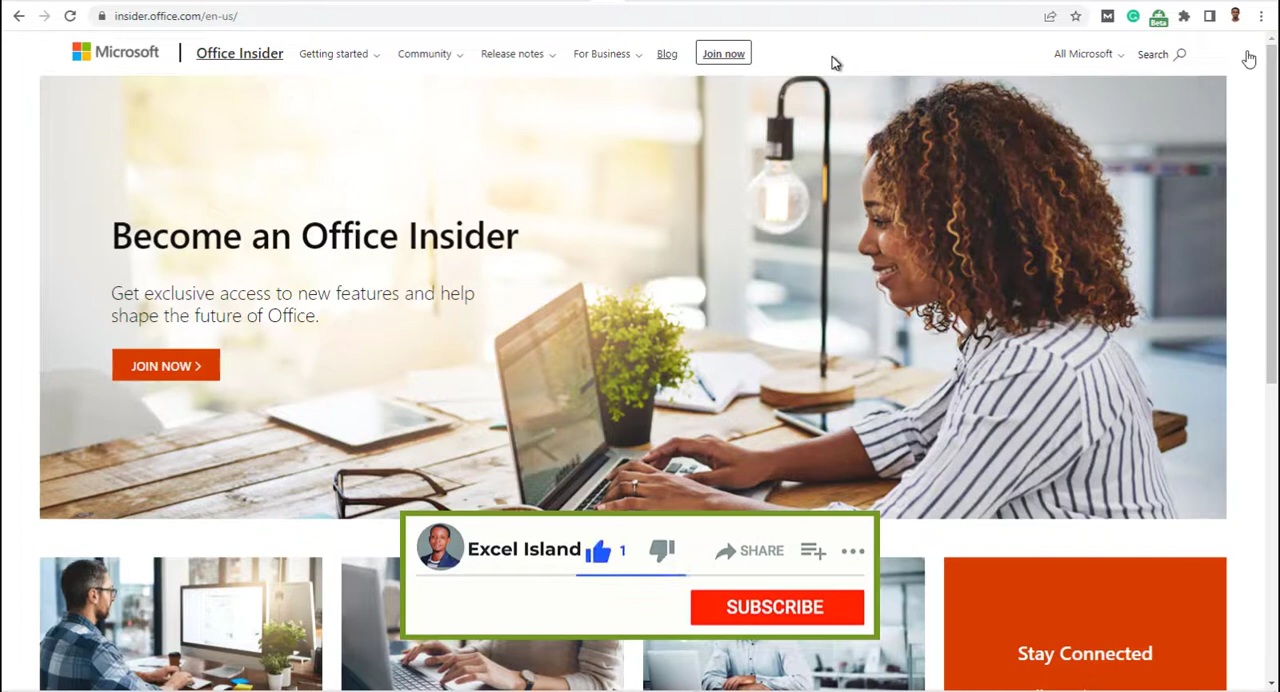 insider.office.com/en-us/
Beta
Microsoft
Office Insider
Getting started
Community
Release notes
For Business
Blog
Join now
All Microsoft
Search
Become an Office Insider
Get exclusive access to new features and help
shape the future of Office.
JOIN NOW >
Excel Island
1
SHARE
SUBSCRIBE
Stay Connected